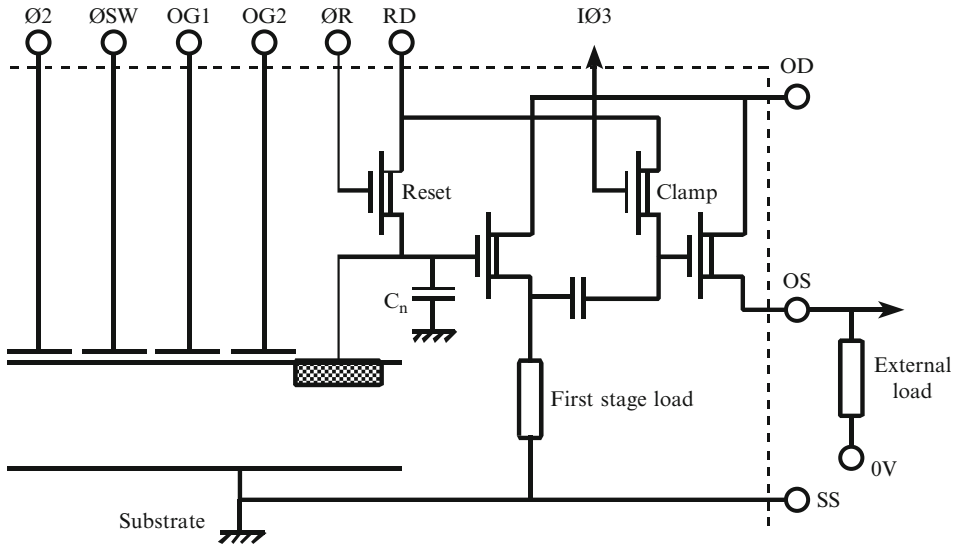 Ø2 ØSW OG1 OG2 ØR RD IØ3
OD
Reset
Clamp
OS
Cn
External
load
First stage load
0V
SS
Substrate